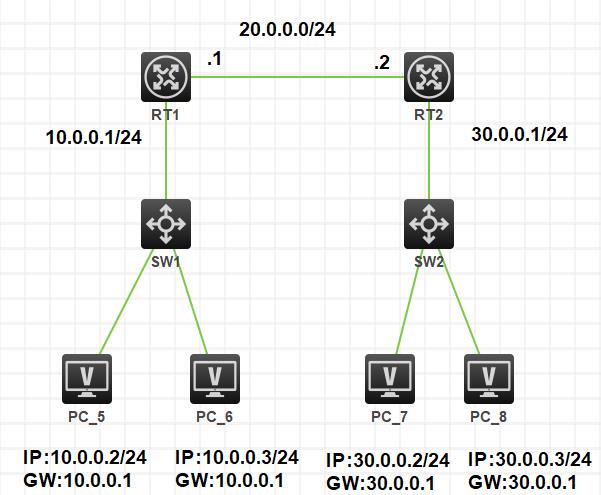 20.0.0.0/24
.1
.2
RT1
RT2
10.0.0.1/24
30.0.0.1/24
SW1
SW2
PC_5
PC_6
PC_7
PC_8
IP:10.0.0.2/24
GW:10.0.0.1
IP:10.0.0.3/24
GW:10.0.0.1
IP:30.0.0.2/24
GW:30.0.0.1
IP:30.0.0.3/24
GW:30.0.0.1